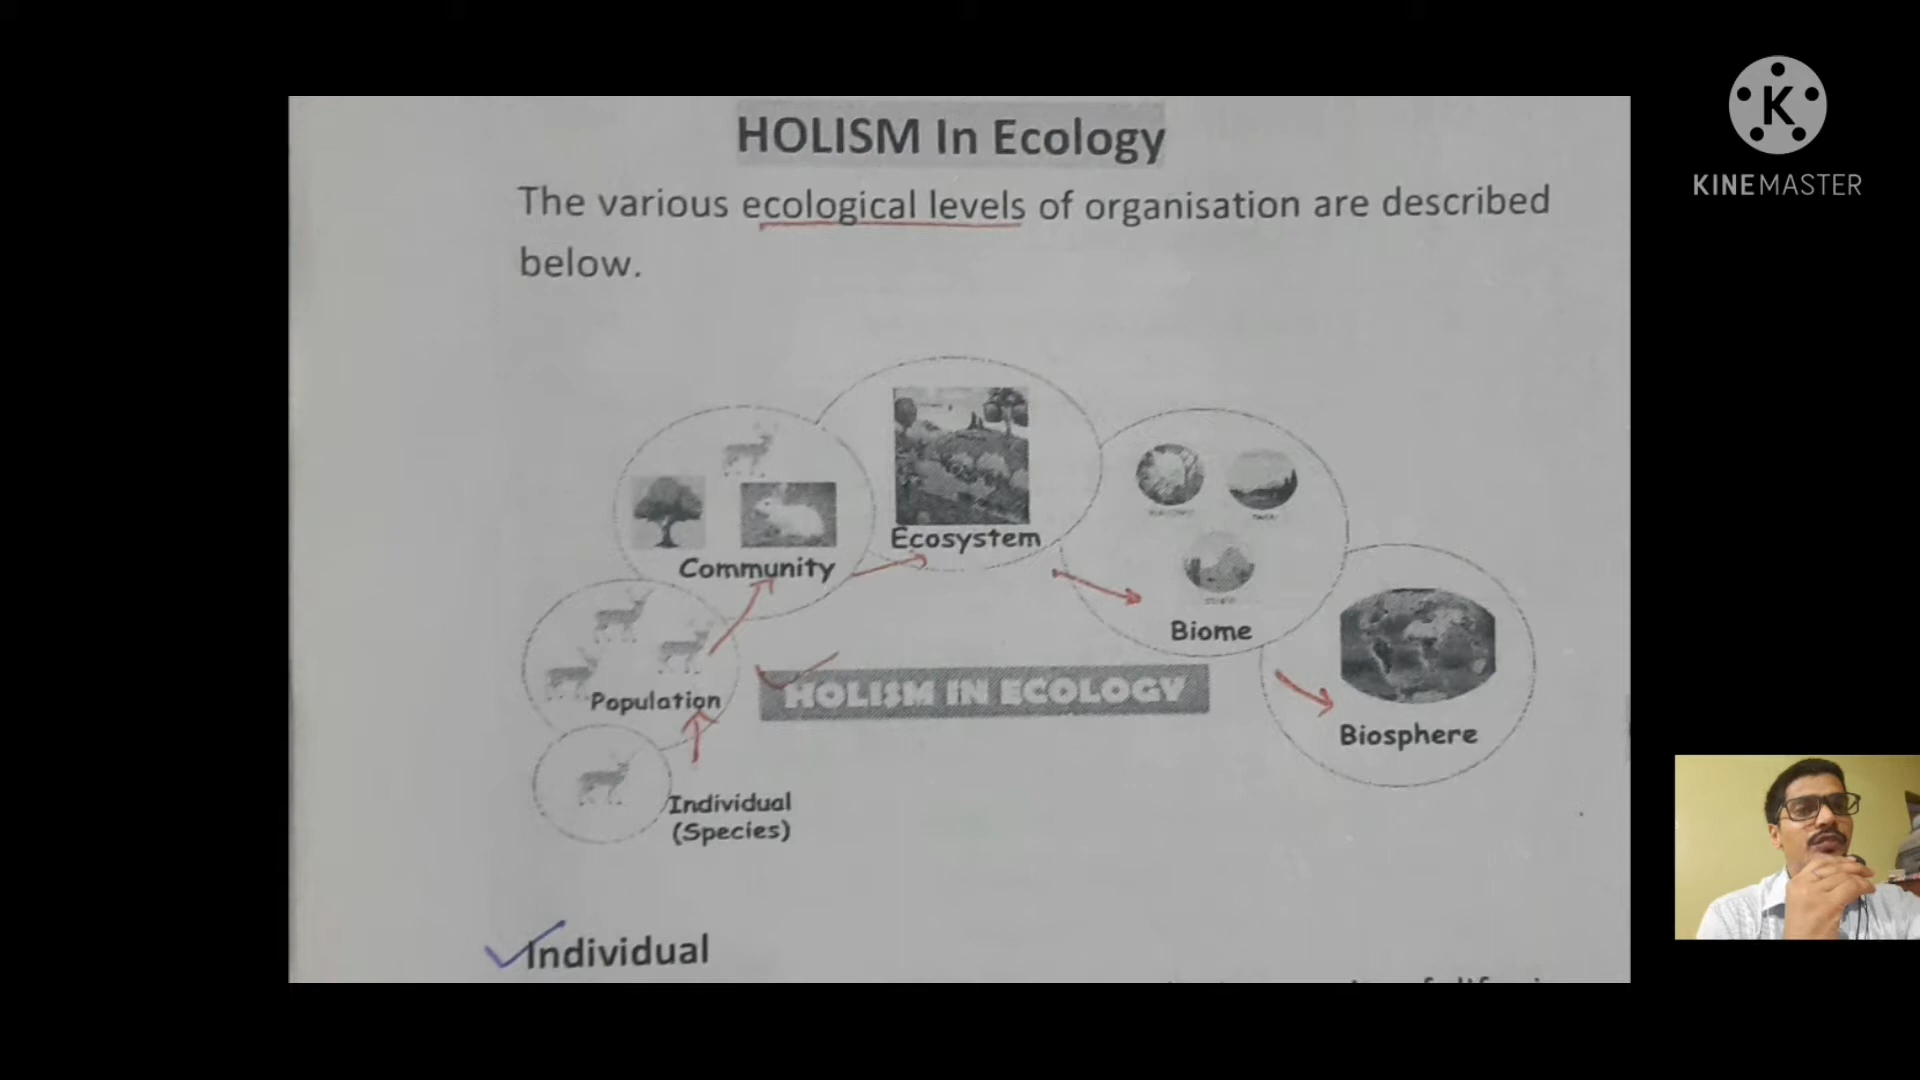 HOLISM In Ecology
The various ecological levels of organisation are described
below.
Ecosystem
Community
Biome
Population
HOLISM IN ECOLOGY
Biosphere
Individual
(Species)
Individual
K
KINEMASTER